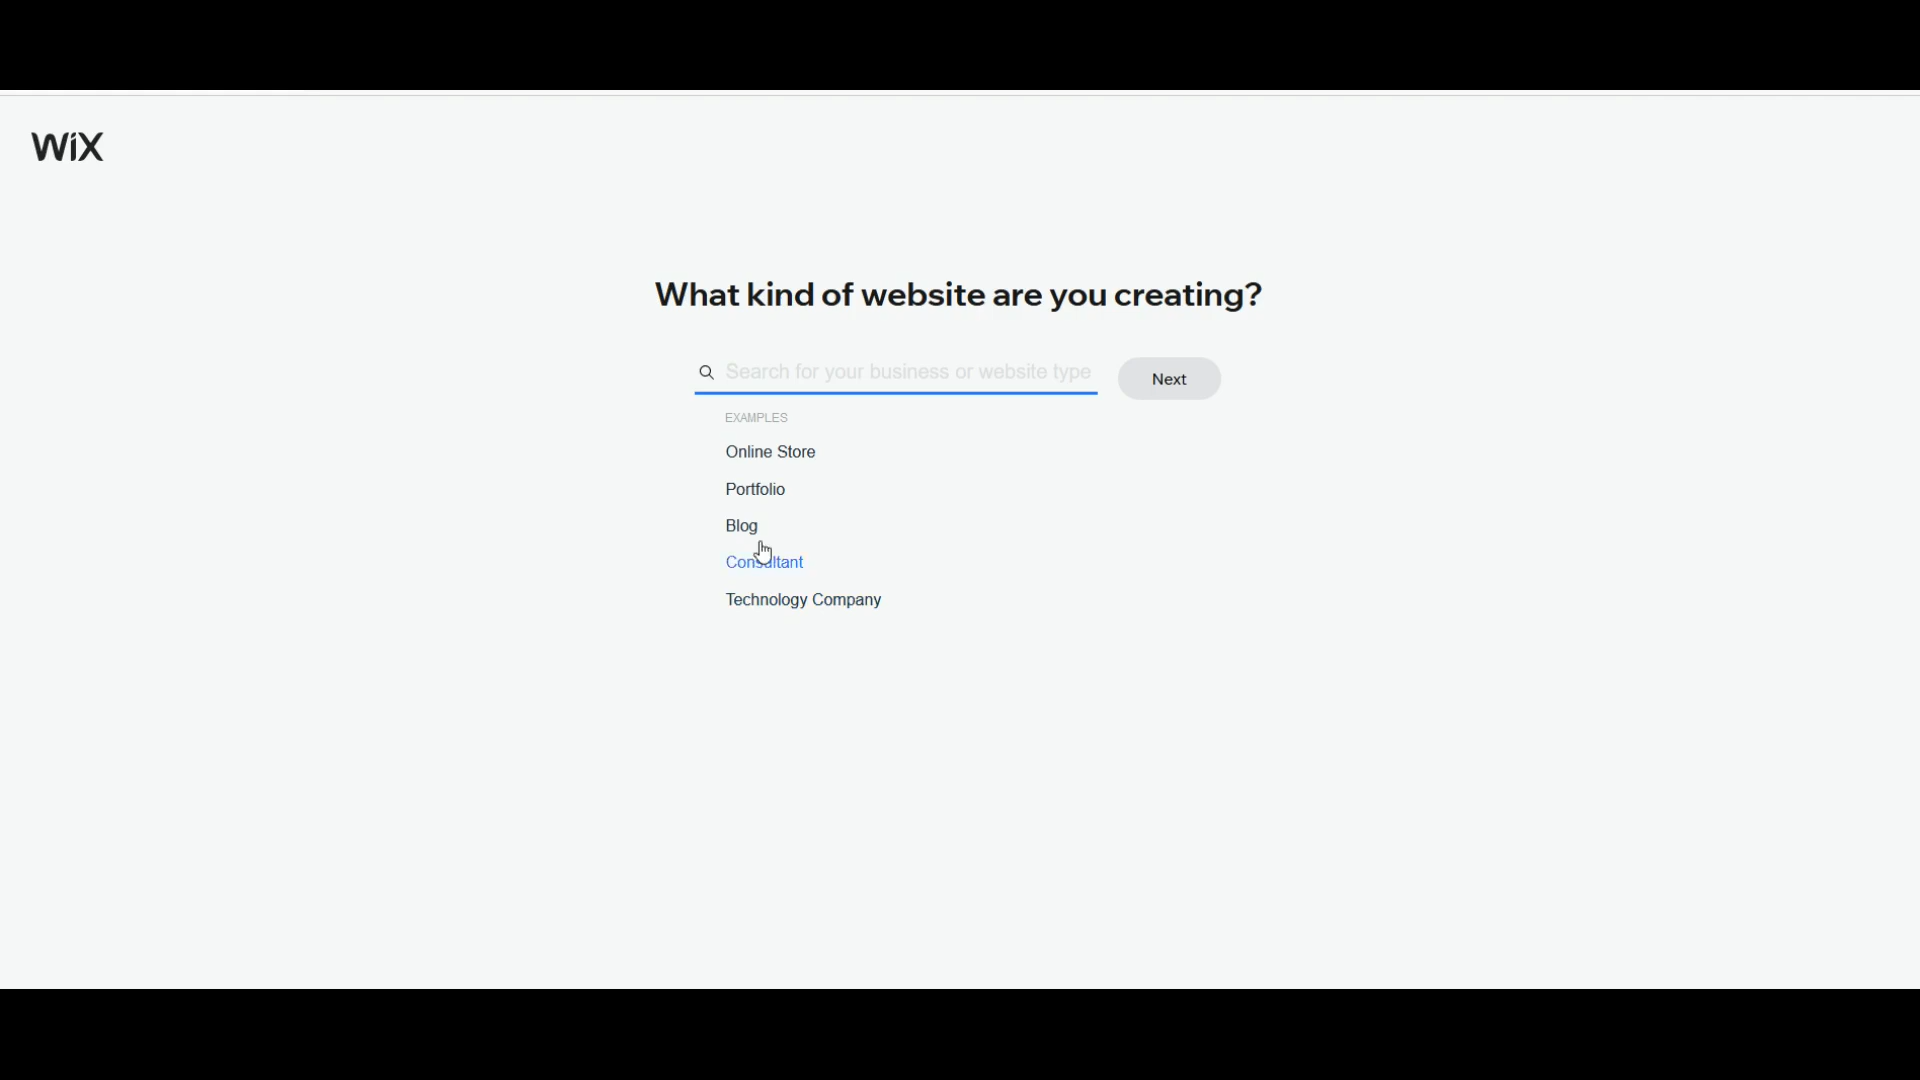 WiX
What kind of website are you creating?
Search for your business or website type
Next
EXAMPLES
Online Store
Portfolio
Blog
Consultant
Technology Company